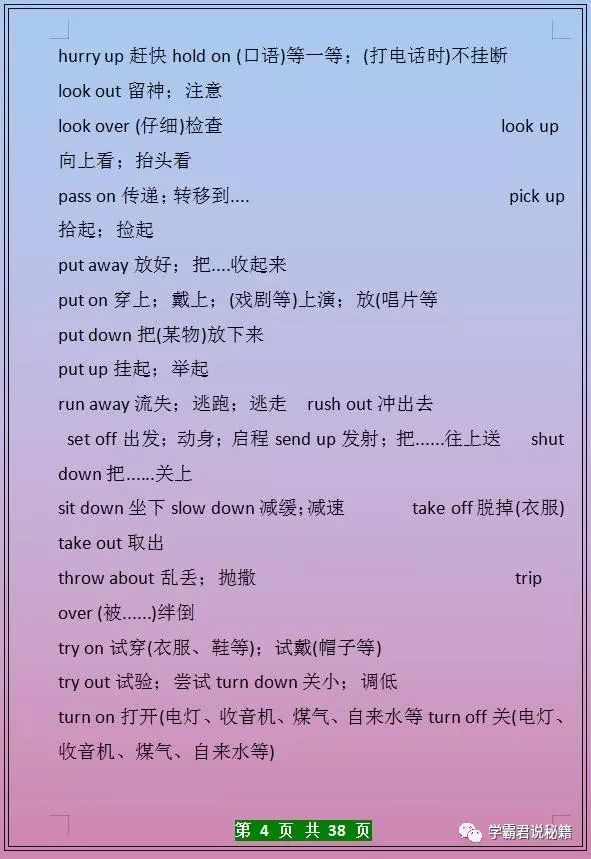 hurry up 赶快 hold on (口语)等一等；(打电话时)不挂断
look out 留神；注意
look over (仔细)检查 look up
向上看；抬头看
pass on 传递；转移到.... pick up
拾起；捡起
put away 放好；把....收起来
put on 穿上；戴上；(戏剧等)上演；放(唱片等
put down 把(某物)放下来
put up 挂起；举起
run away 流失；逃跑；逃走 rush out 冲出去
set off 出发；动身；启程 send up 发射；把......往上送 shut
down 把......关上
sit down 坐下 slow down 减缓；减速 take off 脱掉(衣服)
take out 取出
throw about 乱丢；抛撒 trip
over (被......)绊倒
try on 试穿(衣服、鞋等)；试戴(帽子等)
try out 试验；尝试 turn down 关小；调低
turn on 打开(电灯、收音机、煤气、自来水等 turn off 关(电灯、
收音机、煤气、自来水等)
第 4 页 共 38 页
学霸君说秘籍